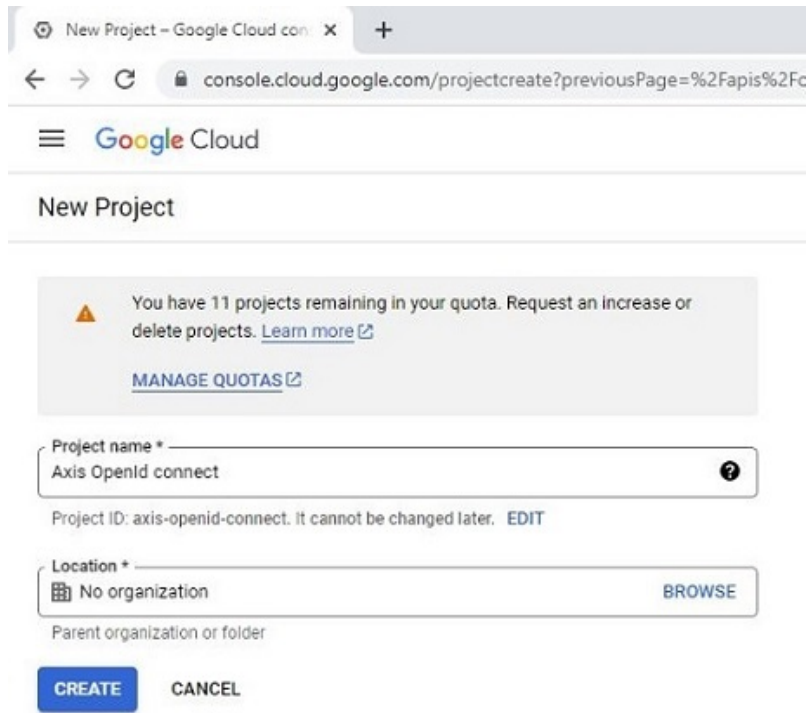 New Project – Google Cloud con
console.cloud.google.com/projectcreate?previousPage=%2Fapis%2Fc
Google Cloud
New Project
You have 11 projects remaining in your quota. Request an increase or
delete projects. Learn more
MANAGE QUOTAS
Project name *
Axis OpenId connect
Project ID: axis-openid-connect. It cannot be changed later. EDIT
Location *
No organization BROWSE
Parent organization or folder
CREATE CANCEL